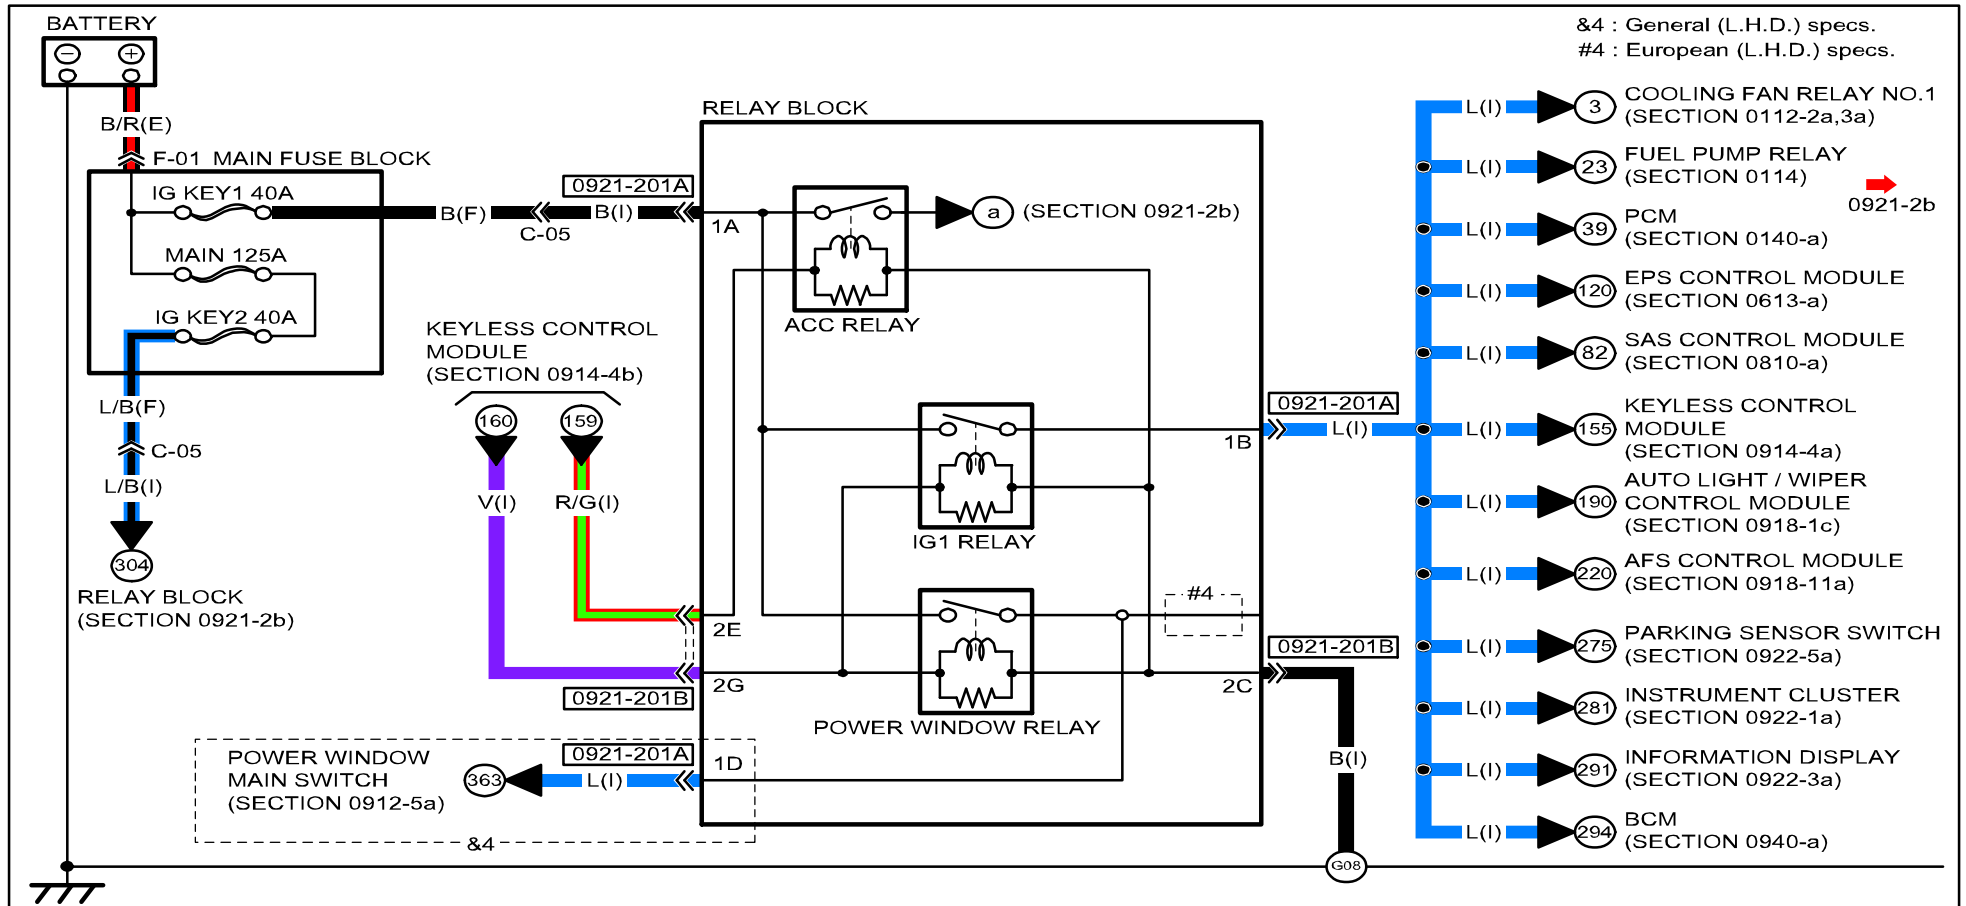 BATTERY
&4 : General (L.H.D.) specs.
#4 : European (L.H.D.) specs.
B/R(E)
F-01 MAIN FUSE BLOCK
IG KEY1 40A
MAIN 125A
IG KEY2 40A
B(F)
C-05
B(I)
0921-201A
1A
RELAY BLOCK
a
(SECTION 0921-2b)
ACC RELAY
L/B(F)
C-05
L/B(I)
304
RELAY BLOCK
(SECTION 0921-2b)
KEYLESS CONTROL
MODULE
(SECTION 0914-4b)
160
159
V(I)
R/G(I)
2E
2G
0921-201B
IG1 RELAY
POWER WINDOW RELAY
#4
1B
0921-201A
L(I)
2C
0921-201B
B(I)
G08
POWER WINDOW
MAIN SWITCH
(SECTION 0912-5a)
363
L(I)
0921-201A
1D
&4
L(I)
3
COOLING FAN RELAY NO.1
(SECTION 0112-2a,3a)
L(I)
23
FUEL PUMP RELAY
(SECTION 0114)
0921-2b
L(I)
39
PCM
(SECTION 0140-a)
L(I)
120
EPS CONTROL MODULE
(SECTION 0613-a)
L(I)
82
SAS CONTROL MODULE
(SECTION 0810-a)
L(I)
155
KEYLESS CONTROL
MODULE
(SECTION 0914-4a)
L(I)
190
AUTO LIGHT / WIPER
CONTROL MODULE
(SECTION 0918-1c)
L(I)
220
AFS CONTROL MODULE
(SECTION 0918-11a)
L(I)
275
PARKING SENSOR SWITCH
(SECTION 0922-5a)
L(I)
281
INSTRUMENT CLUSTER
(SECTION 0922-1a)
L(I)
291
INFORMATION DISPLAY
(SECTION 0922-3a)
L(I)
294
BCM
(SECTION 0940-a)